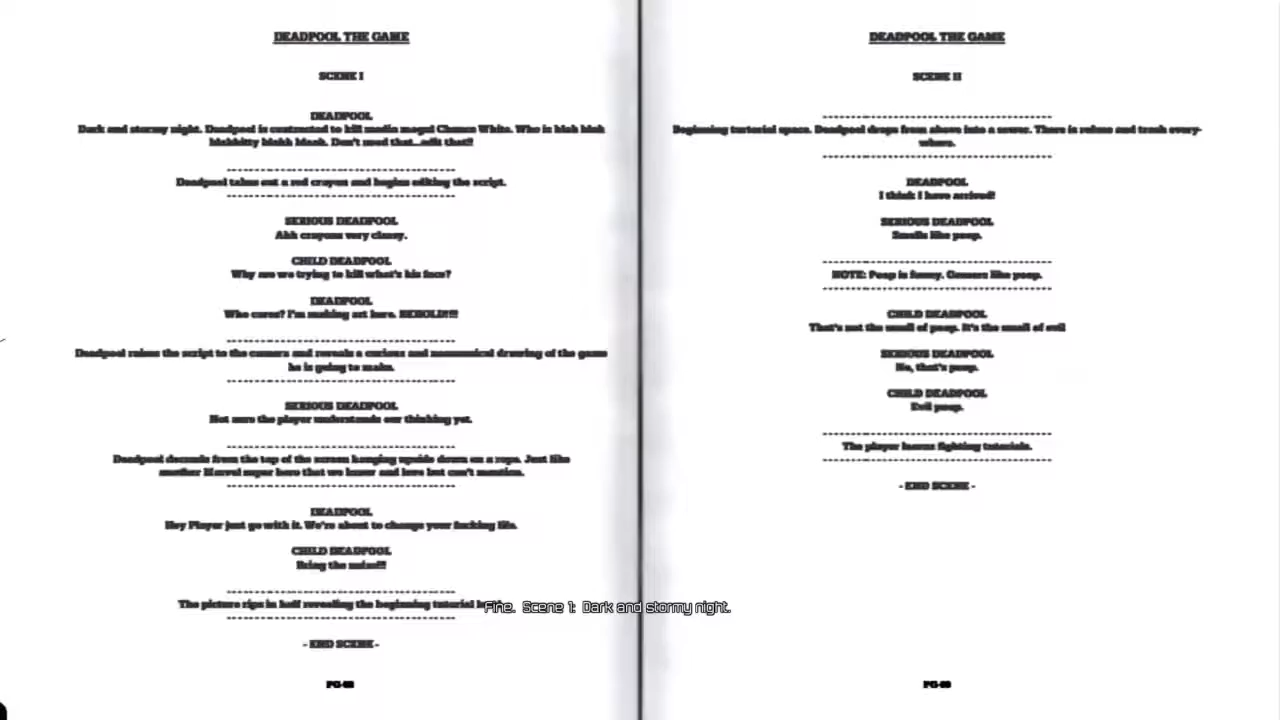 DEADPOOL THE GAME
SCENE I
DEADPOOL
Dark and stormy night. Deadpool is contracted to kill media mogul Chance White. Who is blah blah
blahbitty blahh blaah. Don't need that...edit that!!
Deadpool takes out a red crayon and begins editing the script.
SERIOUS DEADPOOL
Ahh crayons very classy.
CHILD DEADPOOL
Why are we trying to kill what's his face?
DEADPOOL
Who cares? I'm making art here. BEHOLD!!!!
Deadpool raises the script to the camera and reveals a curious and nonsensical drawing of the game
he is going to make.
SERIOUS DEADPOOL
Not sure the player understands our thinking yet.
Deadpool descends from the top of the screen hanging upside down on a rope. Just like
another Marvel super hero that we know and love but can't mention.
DEADPOOL
Hey Player just go with it. We're about to change your fucking life.
CHILD DEADPOOL
Bring the noise!!!
The picture rips in half revealing the beginning tutorial
- END SCENE -
DEADPOOL THE GAME
SCENE II
Beginning turtorial space. Deadpool drops from above into a sewer. There is refuse and trash every-
where.
DEADPOOL
I think I have arrived!
SERIOUS DEADPOOL
Smells like poop.
NOTE: Poop is funny. Gamers like poop.
CHILD DEADPOOL
That's not the smell of poop. It's the smell of evil
SERIOUS DEADPOOL
No, that's poop.
CHILD DEADPOOL
Evil poop.
The player learns fighting tutorials.
- END SCENE -
Fine. Scene 1: Dark and stormy night.